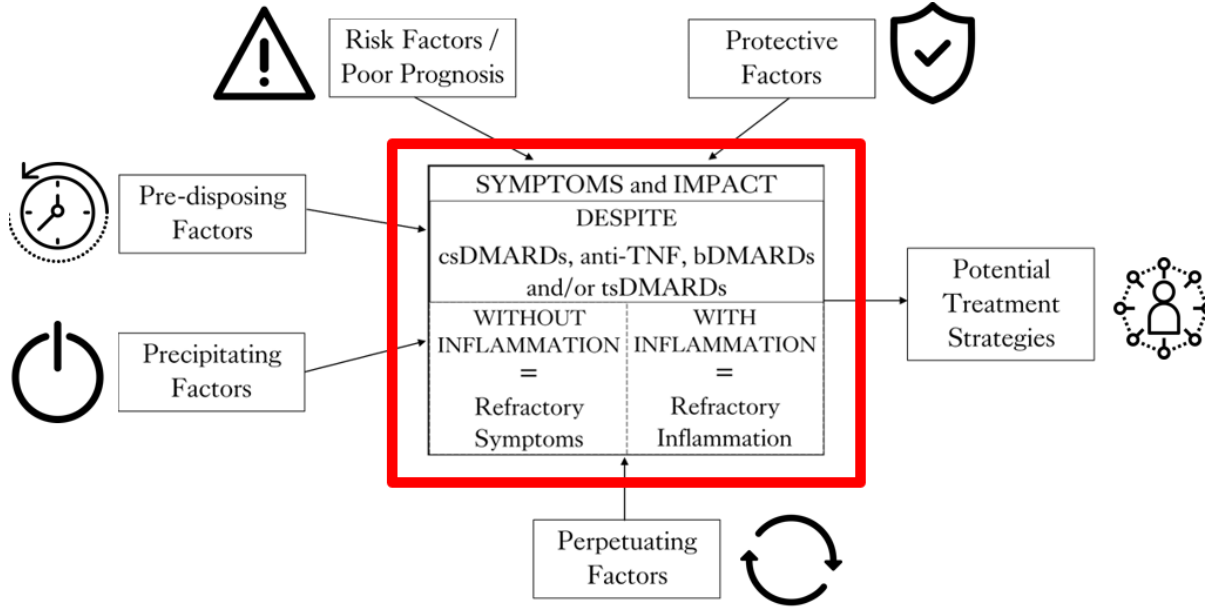 Risk Factors /
Poor Prognosis
Protective
Factors
Pre-disposing
Factors
SYMPTOMS and IMPACT
DESPITE
csDMARDs, anti-TNF, bDMARDs
and/or tsDMARDs
WITHOUT
INFLAMMATION
=
Refractory
Symptoms
WITH
INFLAMMATION
=
Refractory
Inflammation
Potential
Treatment
Strategies
Precipitating
Factors
Perpetuating
Factors